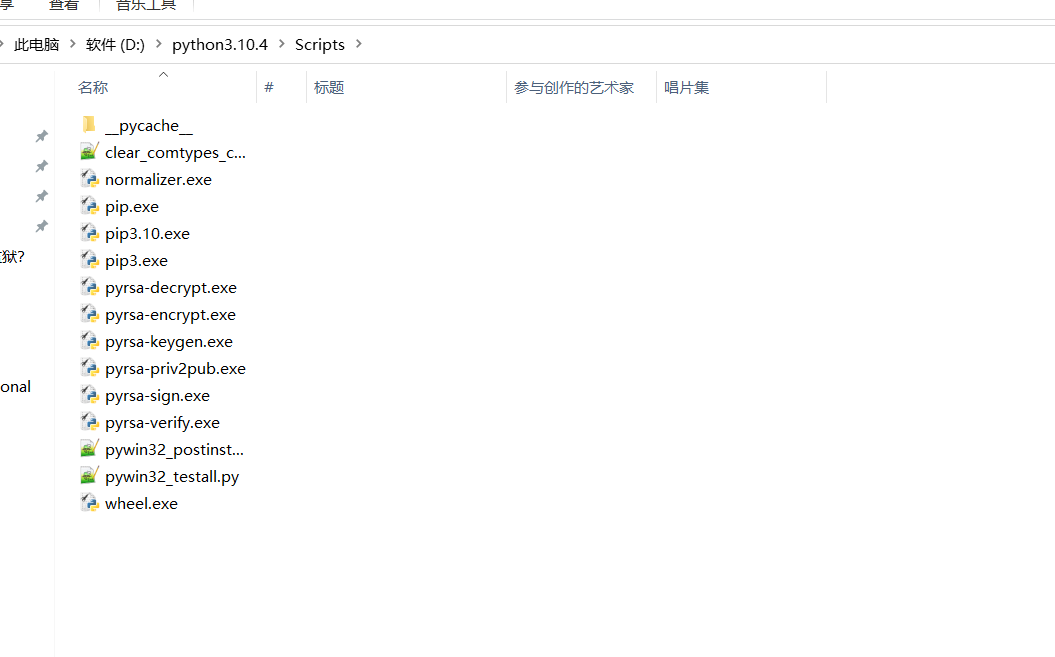 享 查看 音乐工具
此电脑 软件 (D:) python3.10.4 Scripts
名称 # 标题 参与创作的艺术家 唱片集
__pycache__
clear_comtypes_c...
normalizer.exe
pip.exe
pip3.10.exe
狱?
pip3.exe
pyrsa-decrypt.exe
pyrsa-encrypt.exe
pyrsa-keygen.exe
pyrsa-priv2pub.exe
onal
pyrsa-sign.exe
pyrsa-verify.exe
pywin32_postinst...
pywin32_testall.py
wheel.exe